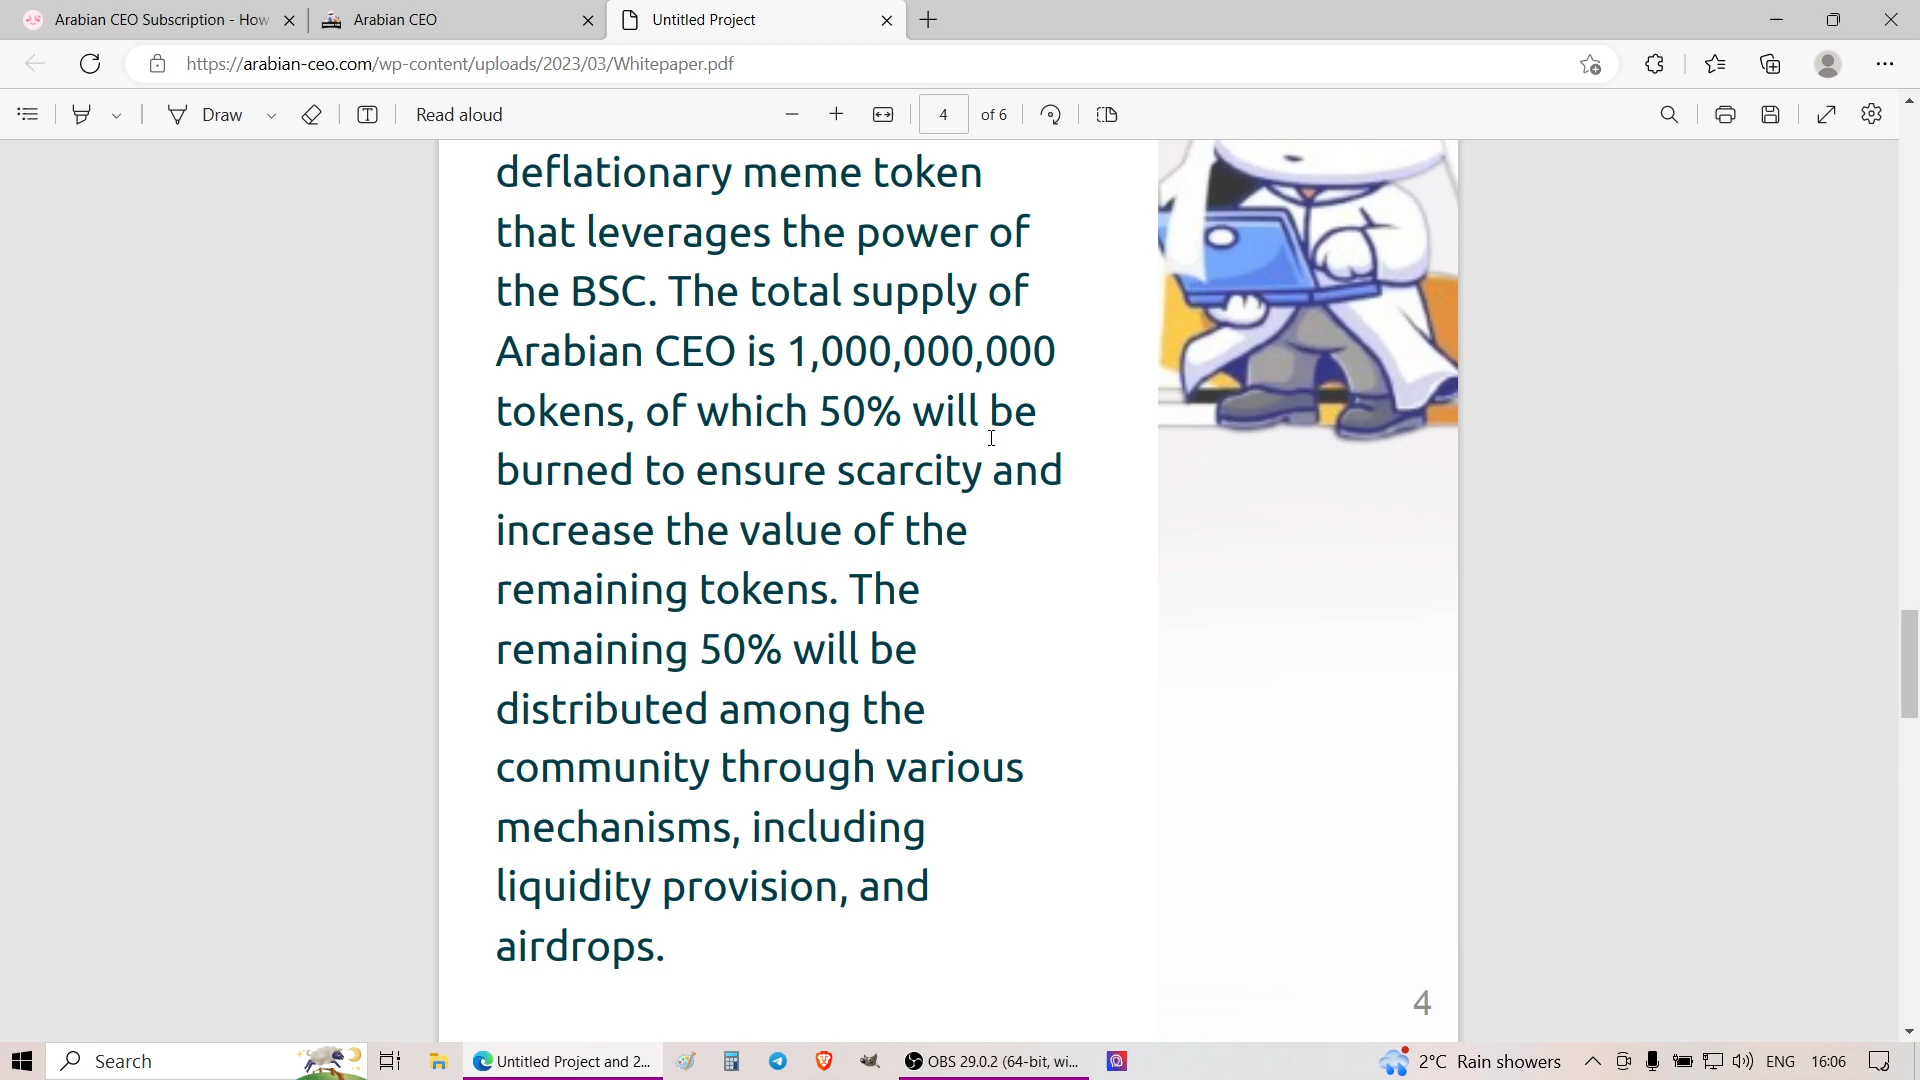 Arabian CEO Subscription - How
Arabian CEO
Untitled Project
https://arabian-ceo.com/wp-content/uploads/2023/03/Whitepaper.pdf
Draw
Read aloud
4
of 6
deflationary meme token
that leverages the power of
the BSC. The total supply of
Arabian CEO is 1,000,000,000
tokens, of which 50% will be
burned to ensure scarcity and
increase the value of the
remaining tokens. The
remaining 50% will be
distributed among the
community through various
mechanisms, including
liquidity provision, and
airdrops.
4
Search
Untitled Project and 2...
OBS 29.0.2 (64-bit, wi...
2°C Rain showers
ENG
16:06